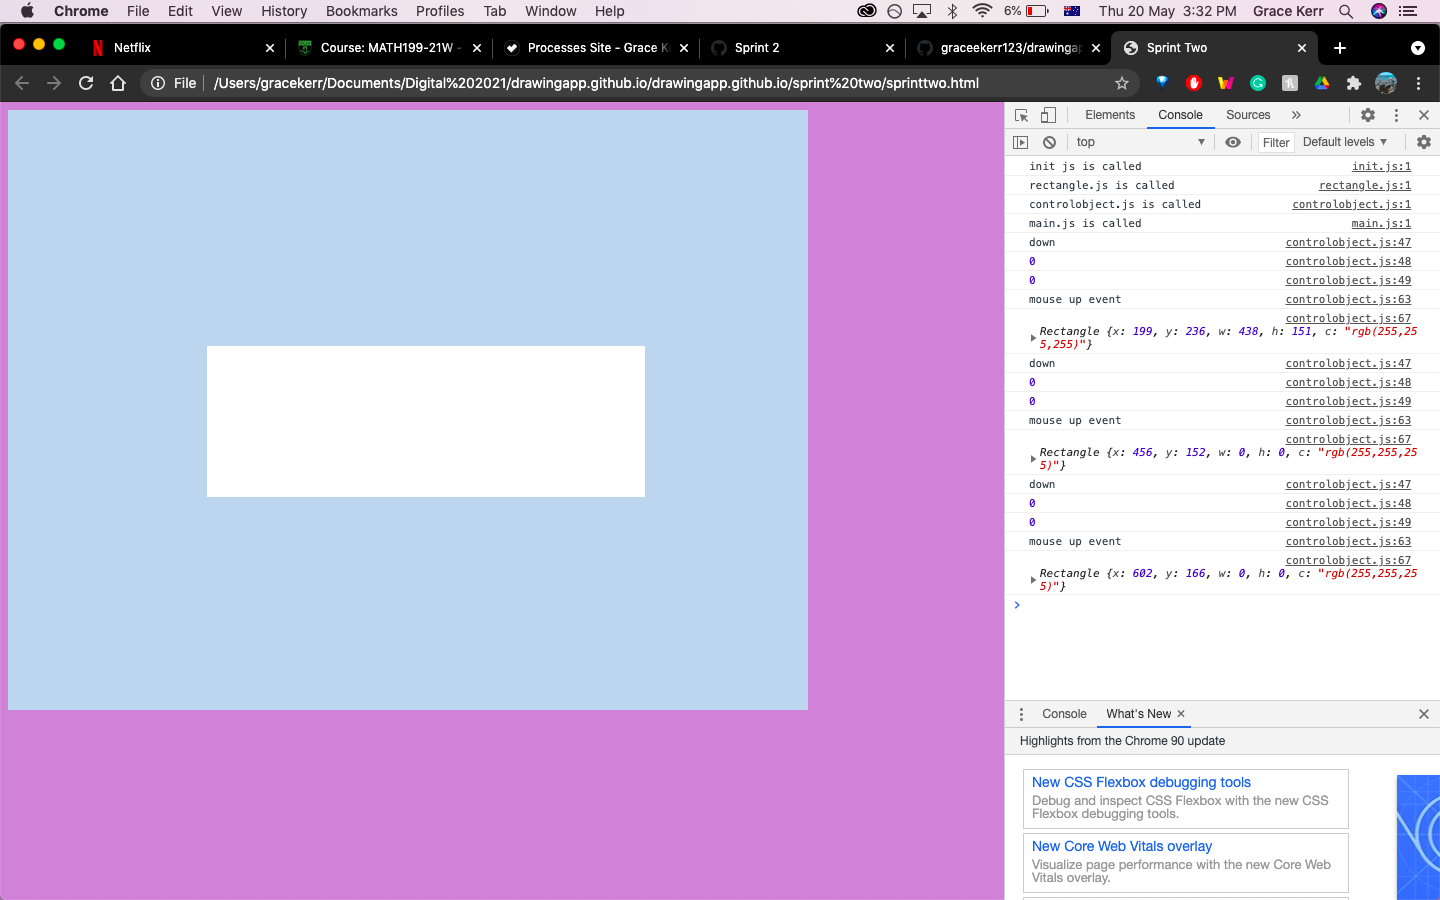 Chrome File Edit View History Bookmarks Profiles Tab Window Help 6% Thu 20 May 3:32 PM Grace Kerr
Netflix Course: MATH199-21W - Processes Site - Grace Ke Sprint 2 graceekerr123/drawingap Sprint Two
File /Users/gracekerr/Documents/Digital%202021/drawingapp.github.io/drawingapp.github.io/sprint%20two/sprinttwo.html
Elements Console Sources
top Filter Default levels
init js is called init.js:1
rectangle.js is called rectangle.js:1
controlobject.js is called controlobject.js:1
main.js is called main.js:1
down controlobject.js:47
0 controlobject.js:48
0 controlobject.js:49
mouse up event controlobject.js:63
controlobject.js:67
Rectangle {x: 199, y: 236, w: 438, h: 151, c: "rgb(255,25
5,255)"}
down controlobject.js:47
0 controlobject.js:48
0 controlobject.js:49
mouse up event controlobject.js:63
controlobject.js:67
Rectangle {x: 456, y: 152, w: 0, h: 0, c: "rgb(255,255,25
5)"}
down controlobject.js:47
0 controlobject.js:48
0 controlobject.js:49
mouse up event controlobject.js:63
controlobject.js:67
Rectangle {x: 602, y: 166, w: 0, h: 0, c: "rgb(255,255,25
5)"}
Console What's New
Highlights from the Chrome 90 update
New CSS Flexbox debugging tools
Debug and inspect CSS Flexbox with the new CSS
Flexbox debugging tools.
New Core Web Vitals overlay
Visualize page performance with the new Core Web
Vitals overlay.